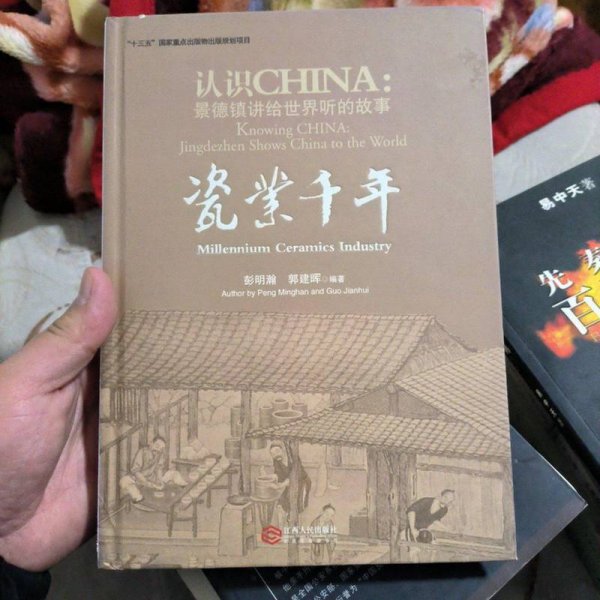 "十三五"国家重点出版物出版规划项目
认识CHINA：
景德镇讲给世界听的故事
Knowing CHINA:
Jingdezhen Shows China to the World
瓷业千年
Millennium Ceramics Industry
彭明瀚 郭建晖 编著
Author by Peng Minghan and Guo Jianhui
江西人民出版社
易中天 著
先
百